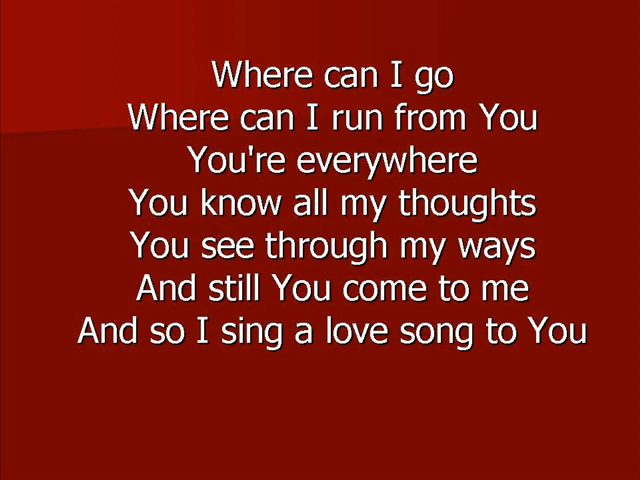 Where can I go
Where can I run from You
You're everywhere
You know all my thoughts
You see through my ways
And still You come to me
And so I sing a love song to You